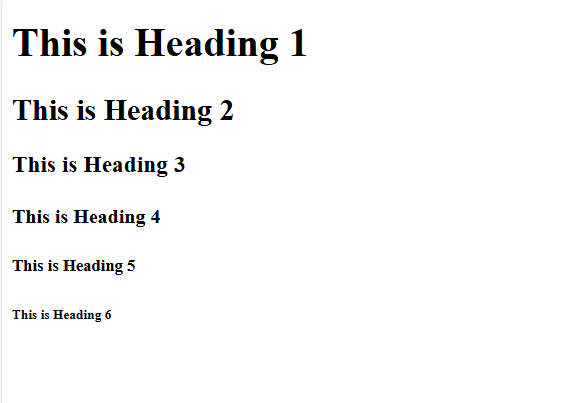 This is Heading 1
This is Heading 2
This is Heading 3
This is Heading 4
This is Heading 5
This is Heading 6